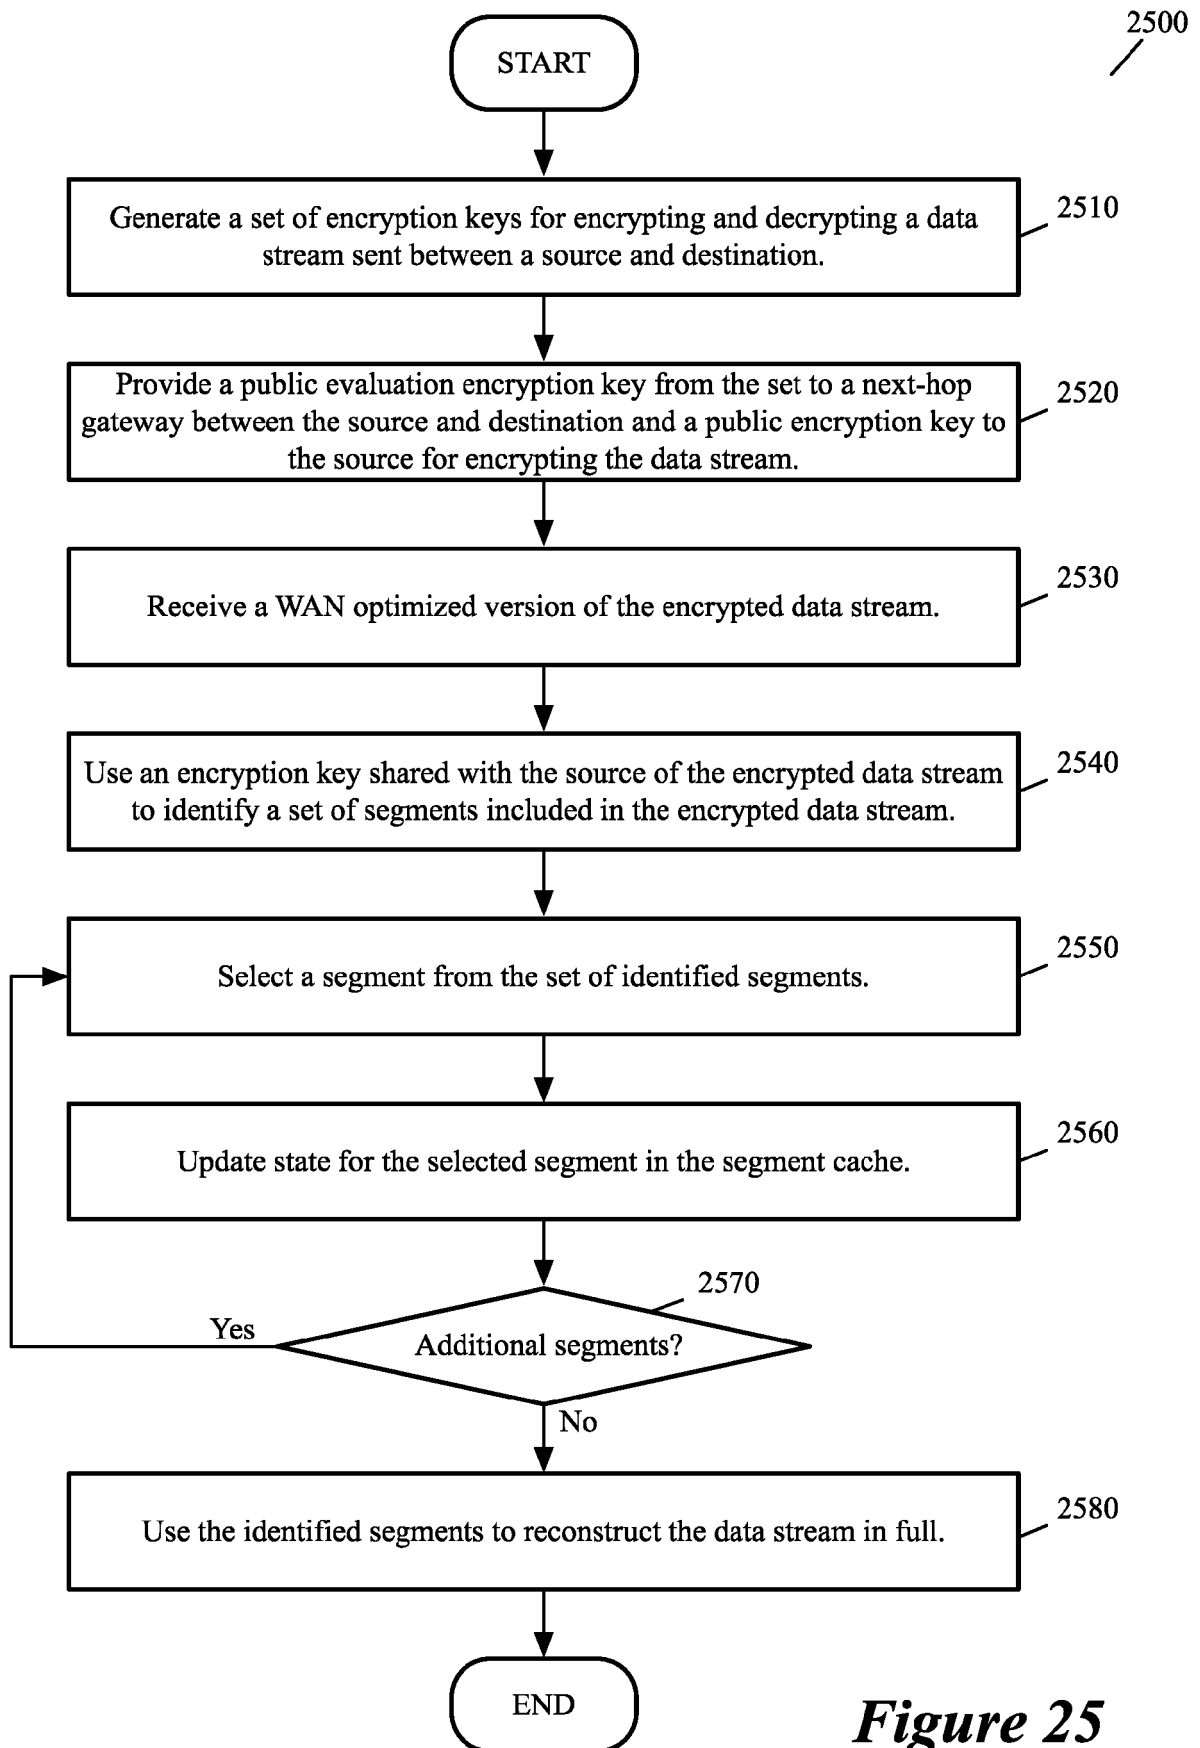 2500
START
Generate a set of encryption keys for encrypting and decrypting a data
stream sent between a source and destination.
2510
Provide a public evaluation encryption key from the set to a next-hop
gateway between the source and destination and a public encryption key to
the source for encrypting the data stream.
2520
Receive a WAN optimized version of the encrypted data stream.
2530
Use an encryption key shared with the source of the encrypted data stream
to identify a set of segments included in the encrypted data stream.
2540
Select a segment from the set of identified segments.
2550
Update state for the selected segment in the segment cache.
2560
2570
Additional segments?
Yes
No
Use the identified segments to reconstruct the data stream in full.
2580
END
Figure 25